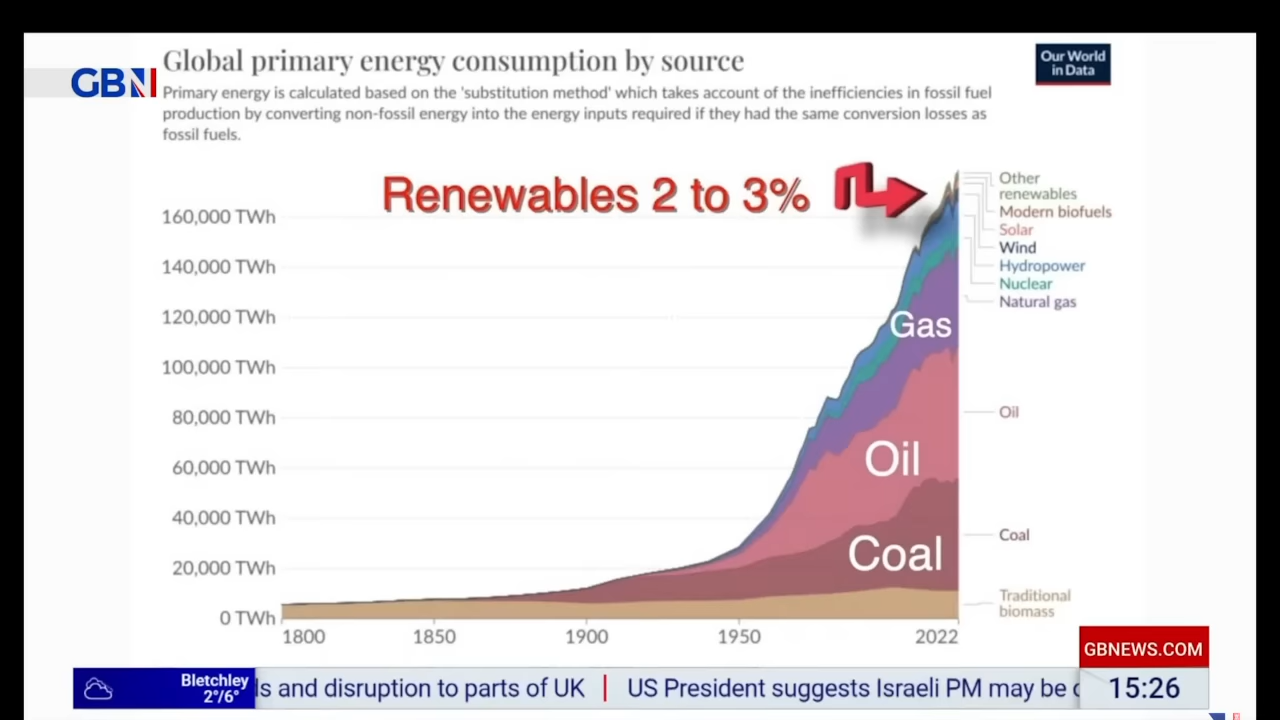 GBN
Global primary energy consumption by source
Our World
in Data
Primary energy is calculated based on the 'substitution method' which takes account of the inefficiencies in fossil fuel
production by converting non-fossil energy into the energy inputs required if they had the same conversion losses as
fossil fuels.
Renewables 2 to 3%
160,000 TWh
140,000 TWh
120,000 TWh
100,000 TWh
80,000 TWh
60,000 TWh
40,000 TWh
20,000 TWh
0 TWh
1800
1850
1900
1950
2022
Gas
Oil
Coal
Other
renewables
Modern biofuels
Solar
Wind
Hydropower
Nuclear
Natural gas
Oil
Coal
Traditional
biomass
GBNEWS.COM
Bletchley
2°/6°
s and disruption to parts of UK | US President suggests Israeli PM may be
15:26